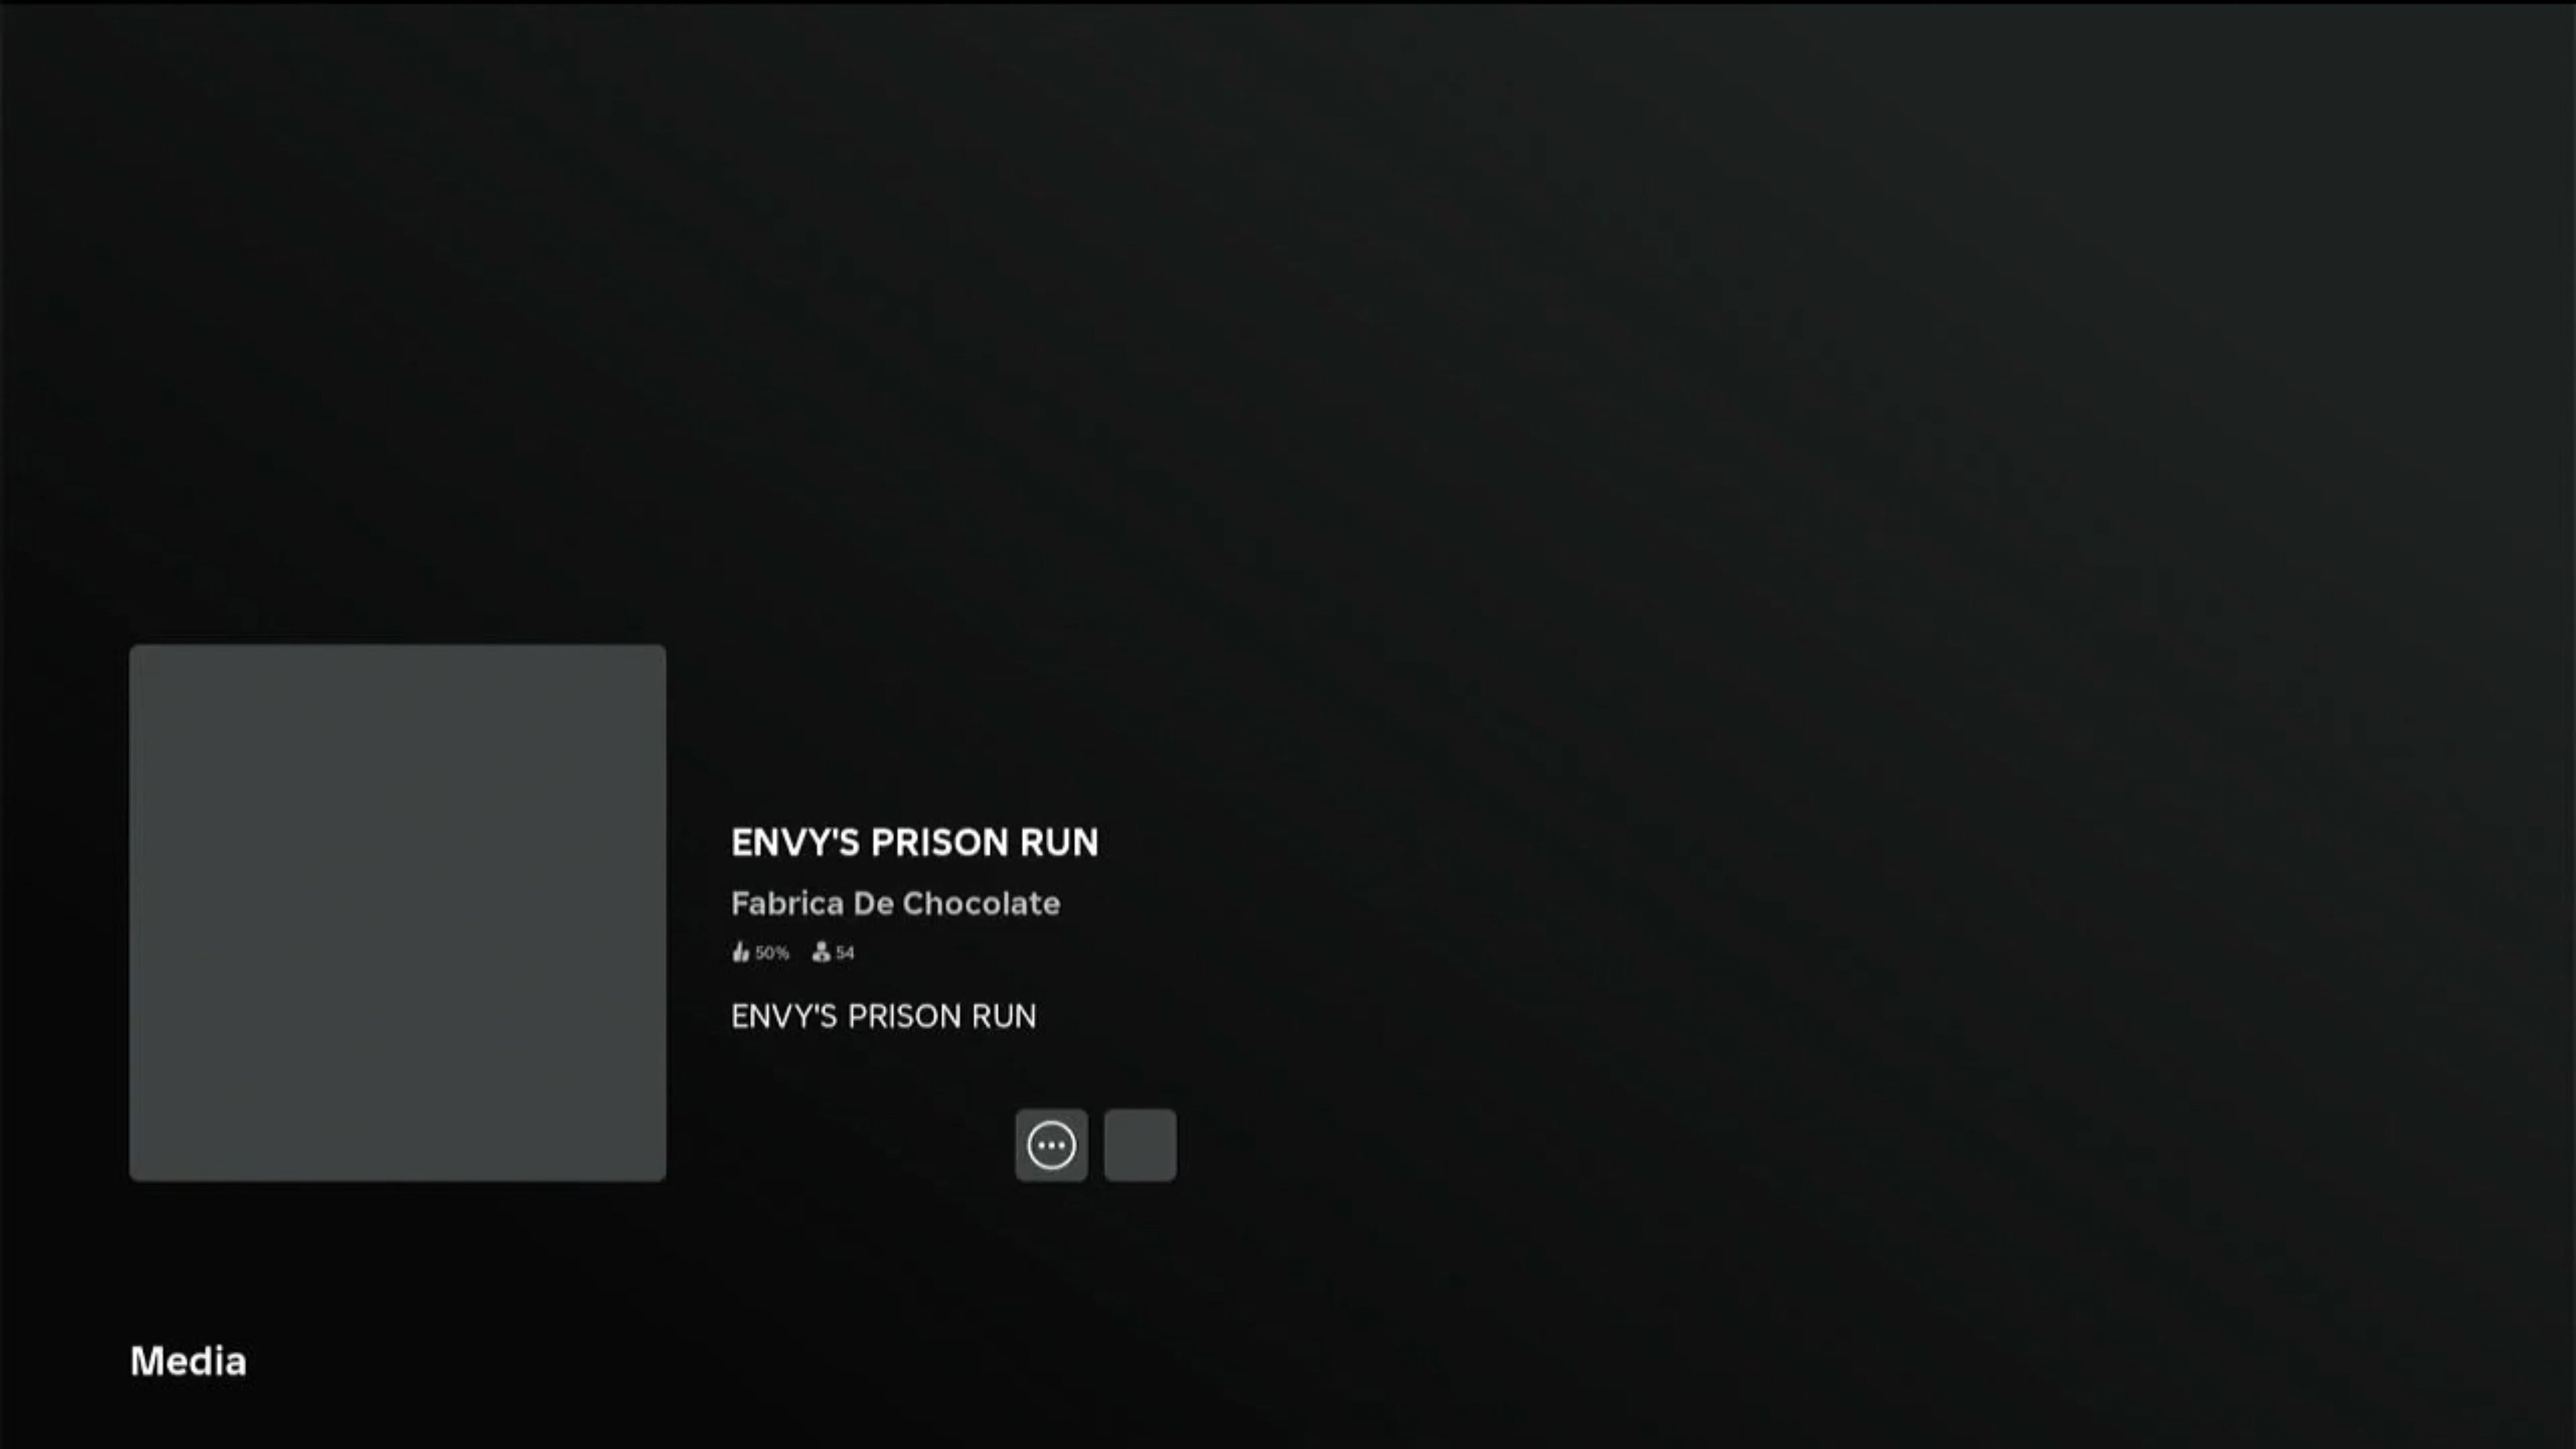 ENVY'S PRISON RUN
Fabrica De Chocolate
50% 54
ENVY'S PRISON RUN
Media